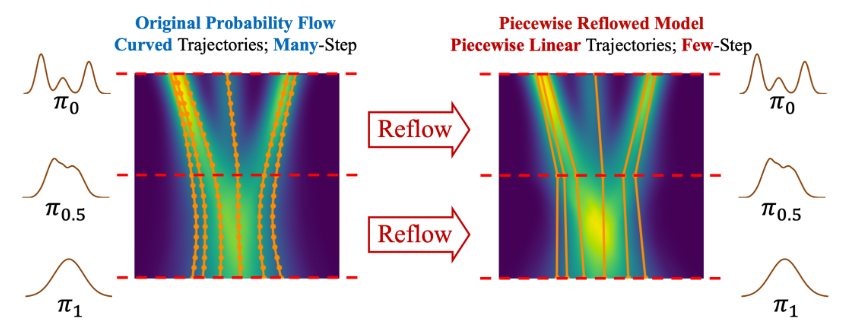 Original Probability Flow
Curved Trajectories; Many-Step
Piecewise Reflowed Model
Piecewise Linear Trajectories; Few-Step
π0
π0.5
π1
Reflow
Reflow
π0
π0.5
π1